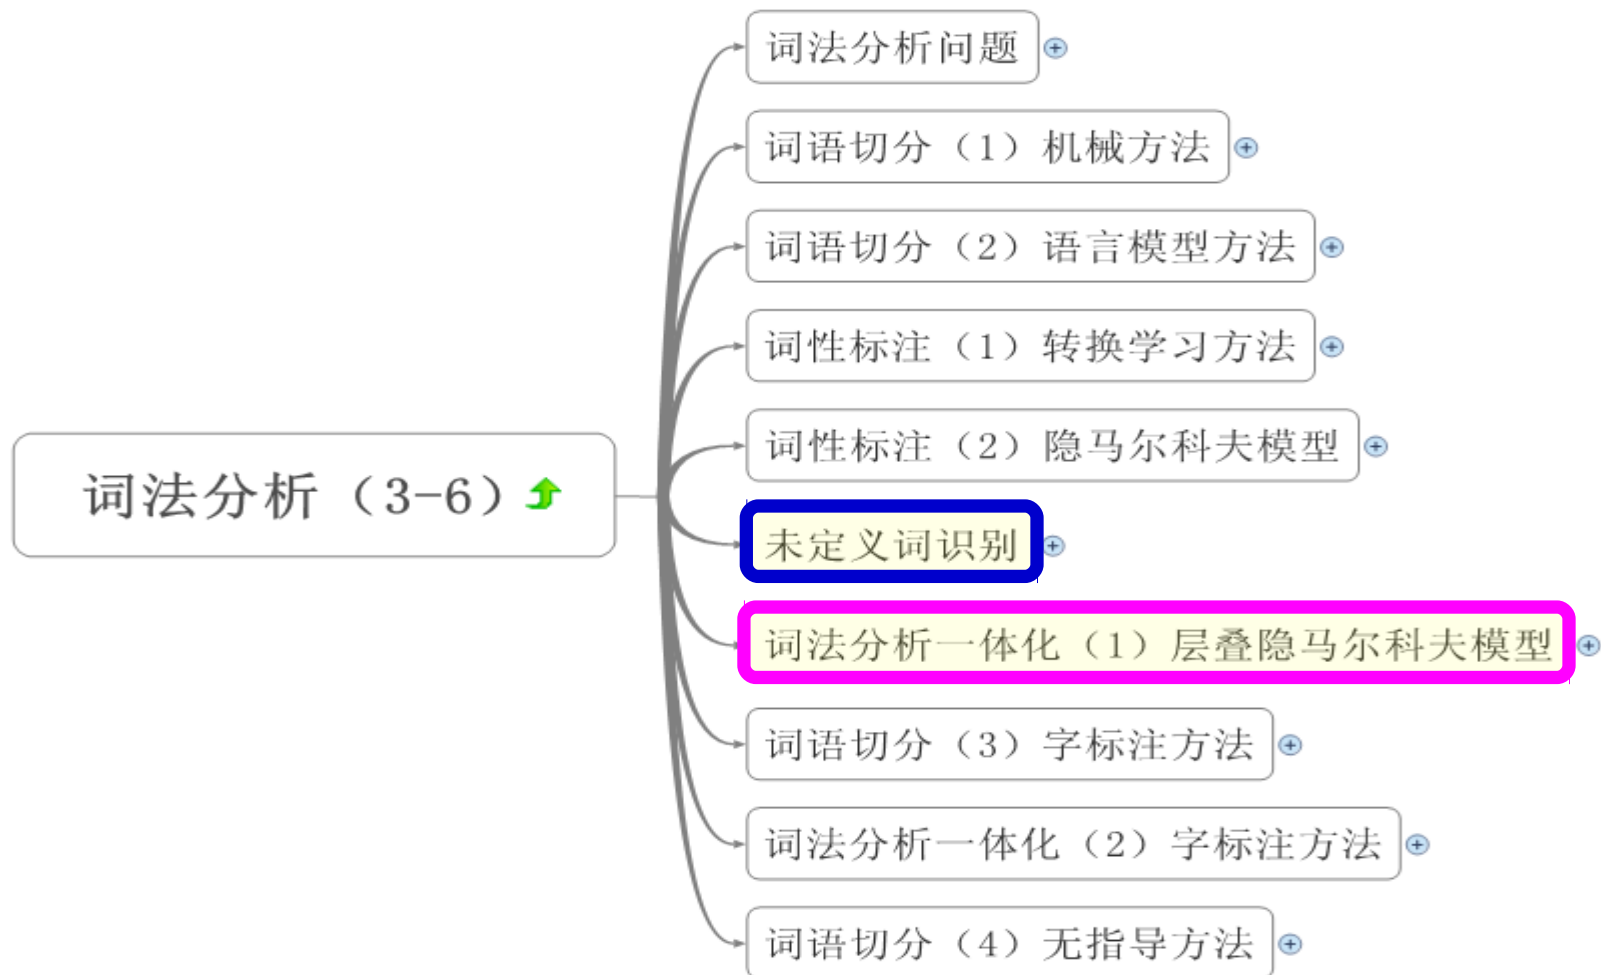 词法分析问题
词语切分（1）机械方法
词语切分（2）语言模型方法
词性标注（1）转换学习方法
词性标注（2）隐马尔科夫模型
词法分析（3-6）
未定义词识别
词法分析一体化（1）层叠隐马尔科夫模型
词语切分（3）字标注方法
词法分析一体化（2）字标注方法
词语切分（4）无指导方法